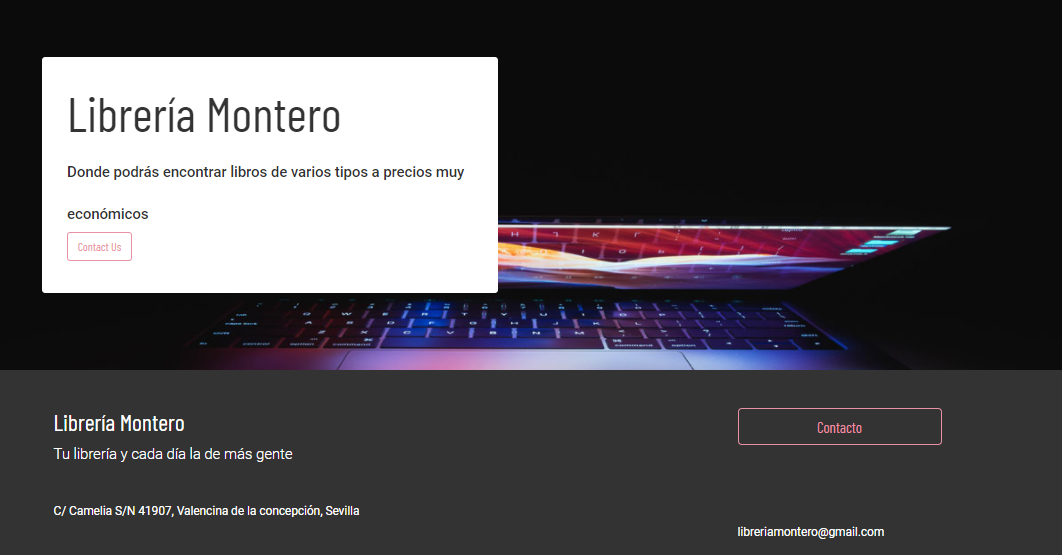 Librería Montero
Donde podrás encontrar libros de varios tipos a precios muy
económicos
Contact Us
Librería Montero
Tu librería y cada día la de más gente
C/ Camelia S/N 41907, Valencina de la concepción, Sevilla
Contacto
libreriamontero@gmail.com